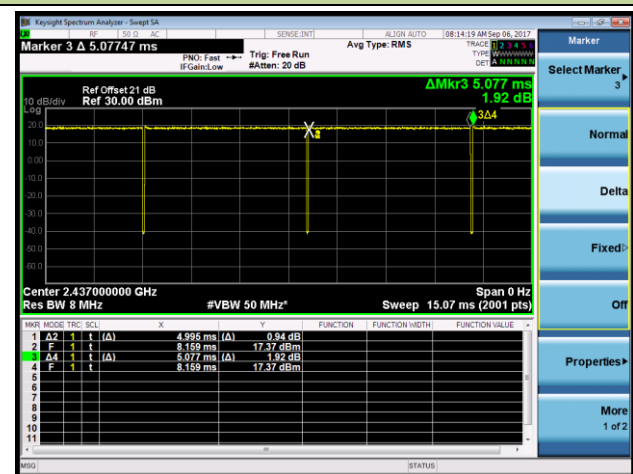 Keysight Spectrum Analyzer - Swept SA
RF 50 Ω AC SENSE:INT ALIGN AUTO 08:14:19 AM Sep 06, 2017
Marker 3 Δ 5.07747 ms
PNO: Fast
IFGain:Low
Trig: Free Run
#Atten: 20 dB
Avg Type: RMS
TRACE 1 2 3 4 5 6
TYPE WWWWWW
DET A N N N N N
Ref Offset 21 dB
10 dB/div Ref 30.00 dBm
Log
ΔMkr3 5.077 ms
1.92 dB
20.0
10.0
0.00
-10.0
-20.0
-30.0
-40.0
-50.0
-60.0
3Δ4
2
Center 2.437000000 GHz
Span 0 Hz
Res BW 8 MHz #VBW 50 MHz* Sweep 15.07 ms (2001 pts)
MKR MODE TRC SCL X Y FUNCTION FUNCTION WIDTH FUNCTION VALUE
1 Δ2 1 t (Δ) 4.995 ms (Δ) 0.94 dB
2 F 1 t 8.159 ms 17.37 dBm
3 Δ4 1 t (Δ) 5.077 ms (Δ) 1.92 dB
4 F 1 t 8.159 ms 17.37 dBm
5
6
7
8
9
10
11
MSG STATUS
Marker
Select Marker
3
Normal
Delta
Fixed
Off
Properties
More
1 of 2